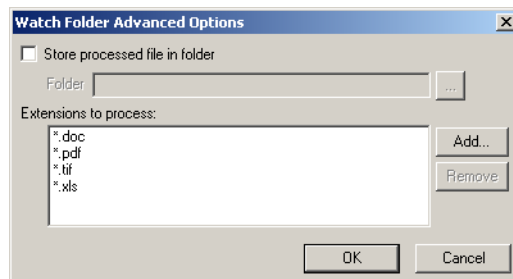 Watch Folder Advanced Options
Store processed file in folder
Folder
...
Extensions to process:
*.doc
*.pdf
*.tif
*.xls
Add...
Remove
OK
Cancel